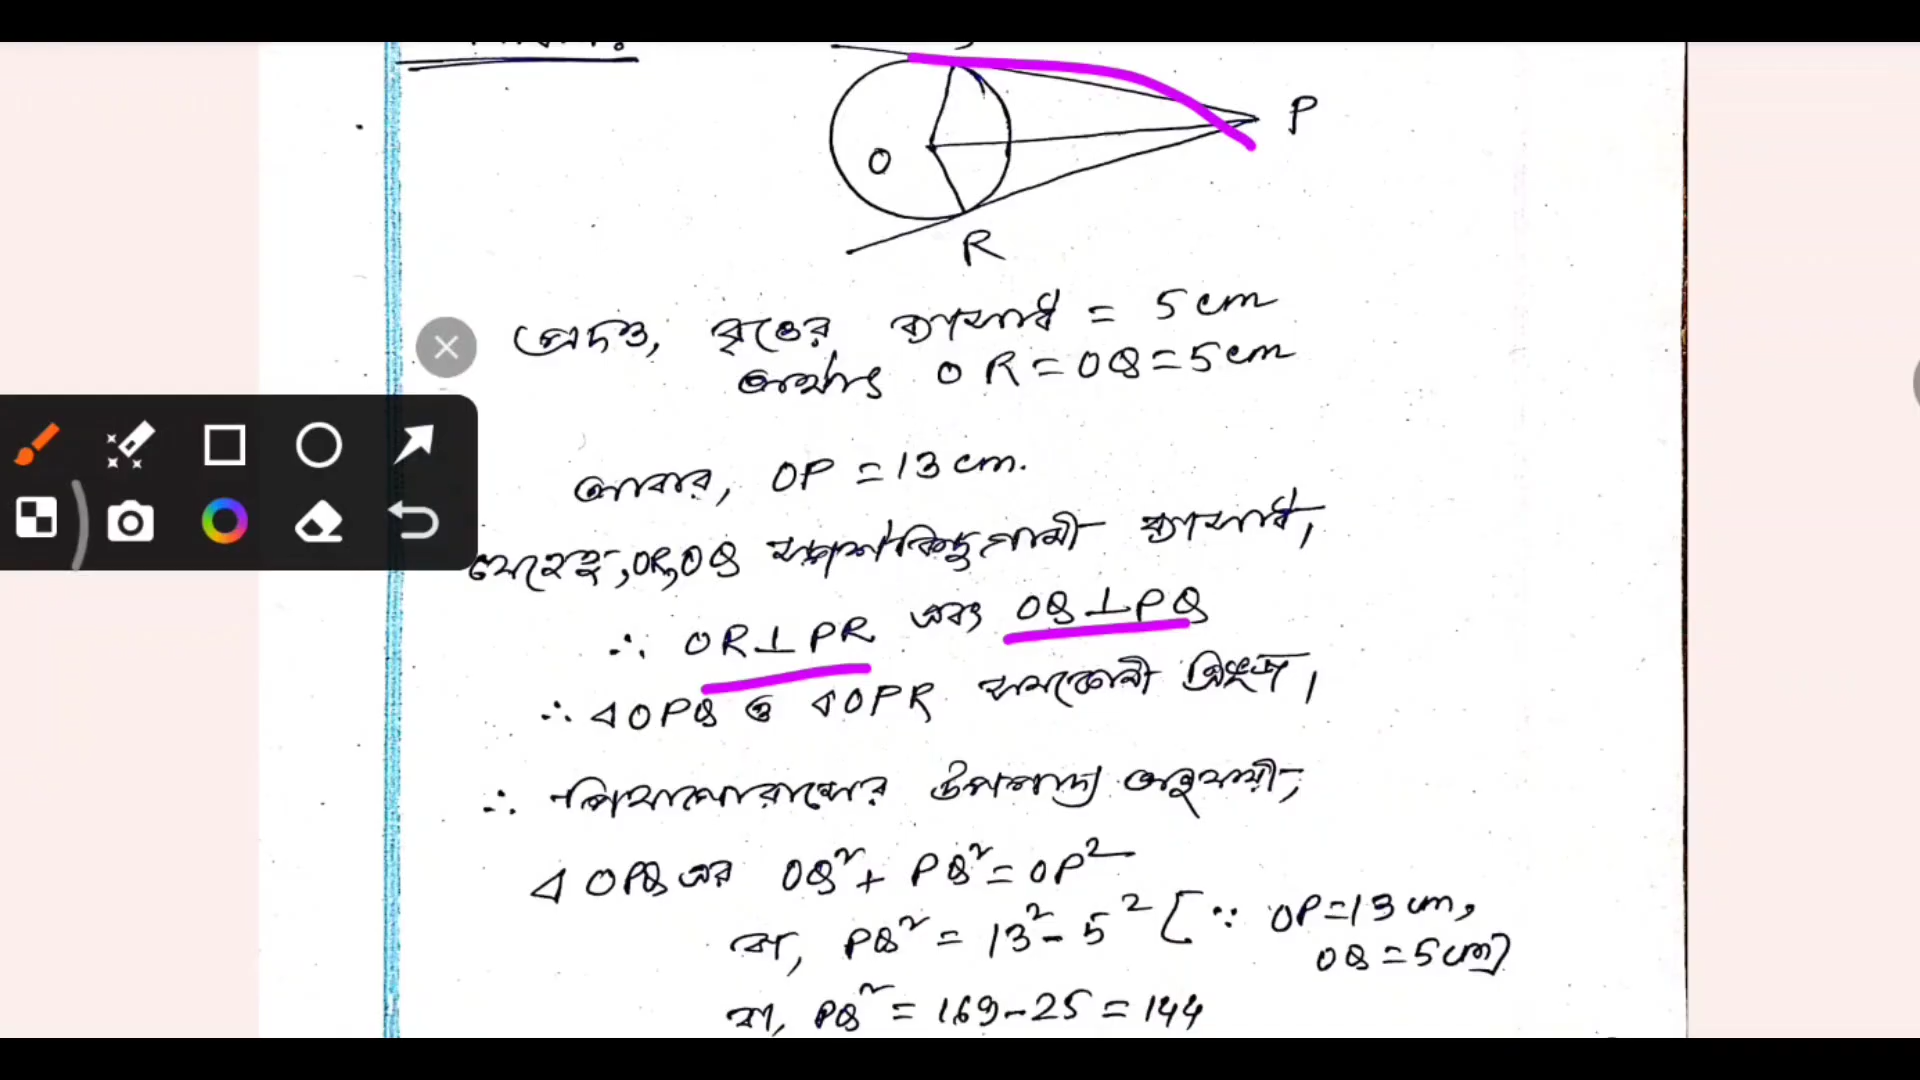 P
O
R
প্রদত্ত, বৃত্তের ব্যাসার্ধ = 5 cm
অর্থাৎ OR = OQ = 5 cm
আবার, OP = 13 cm.
যেহেতু, OR, OQ স্পর্শবিন্দুগামী ব্যাসার্ধ,
∴ OR ⊥ PR এবং OQ ⊥ PQ
∴ △OPQ ও △OPR সমকোণী ত্রিভুজ,
∴ পিথাগোরাসের উপপাদ্য অনুযায়ী,
△ OPQ এর OQ² + PQ² = OP²
বা, PQ² = 13² - 5² [∵ OP = 13 cm,
OQ = 5 cm]
বা, PQ² = 169 - 25 = 144